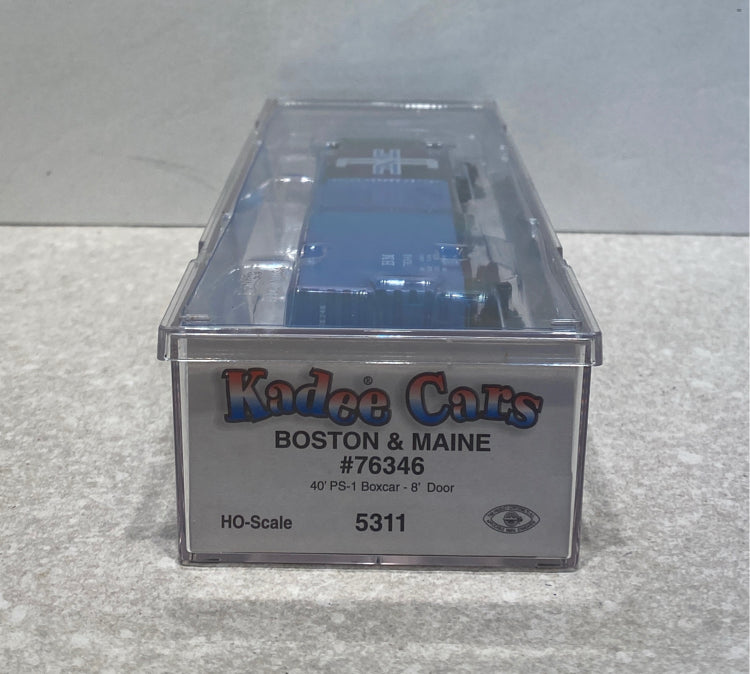 Kadee® Cars
BOSTON & MAINE
#76346
40' PS-1 Boxcar - 8' Door
HO-Scale
5311